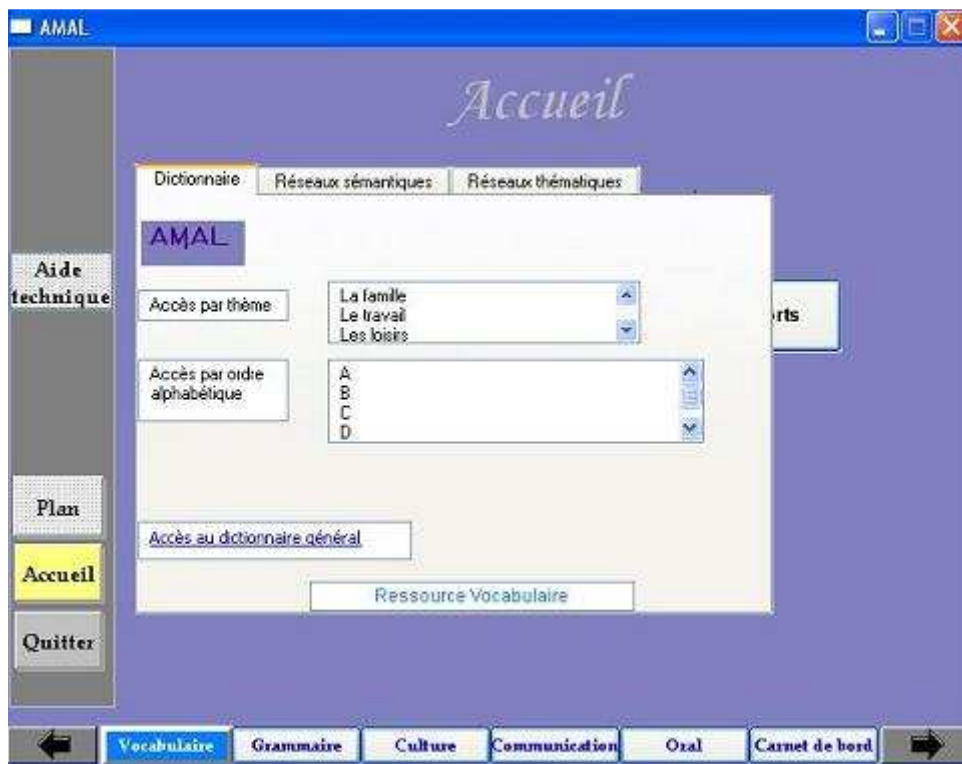 AMAL
Accueil
Dictionnaire
Réseaux sémantiques
Réseaux thématiques
AMAL
Aide
technique
Accès par thème
La famille
Le travail
Les loisirs
rts
Accès par ordre
alphabétique
A
B
C
D
Plan
Accès au dictionnaire général
Accueil
Ressource Vocabulaire
Quitter
Vocabulaire
Grammaire
Culture
Communication
Oral
Carnet de bord